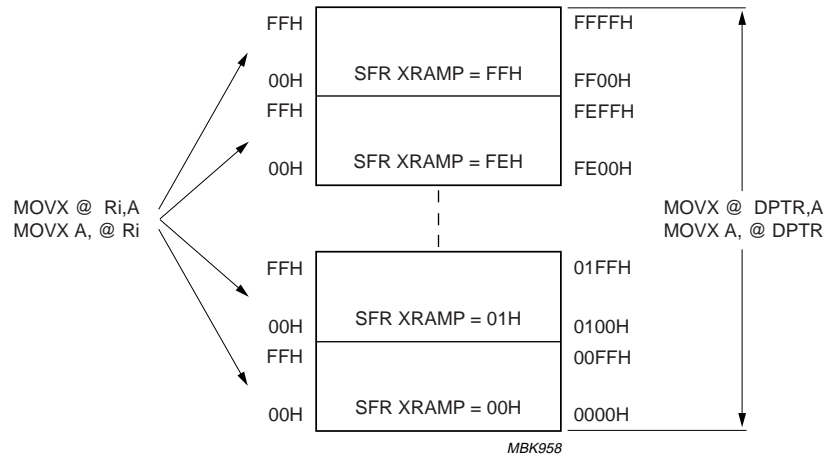 FFH
FFFFH
00H
SFR XRAMP = FFH
FF00H
FFH
FEFFH
00H
SFR XRAMP = FEH
FE00H
MOVX @ Ri,A
MOVX A, @ Ri
MOVX @ DPTR,A
MOVX A, @ DPTR
FFH
01FFH
00H
SFR XRAMP = 01H
0100H
FFH
00FFH
00H
SFR XRAMP = 00H
0000H
MBK958